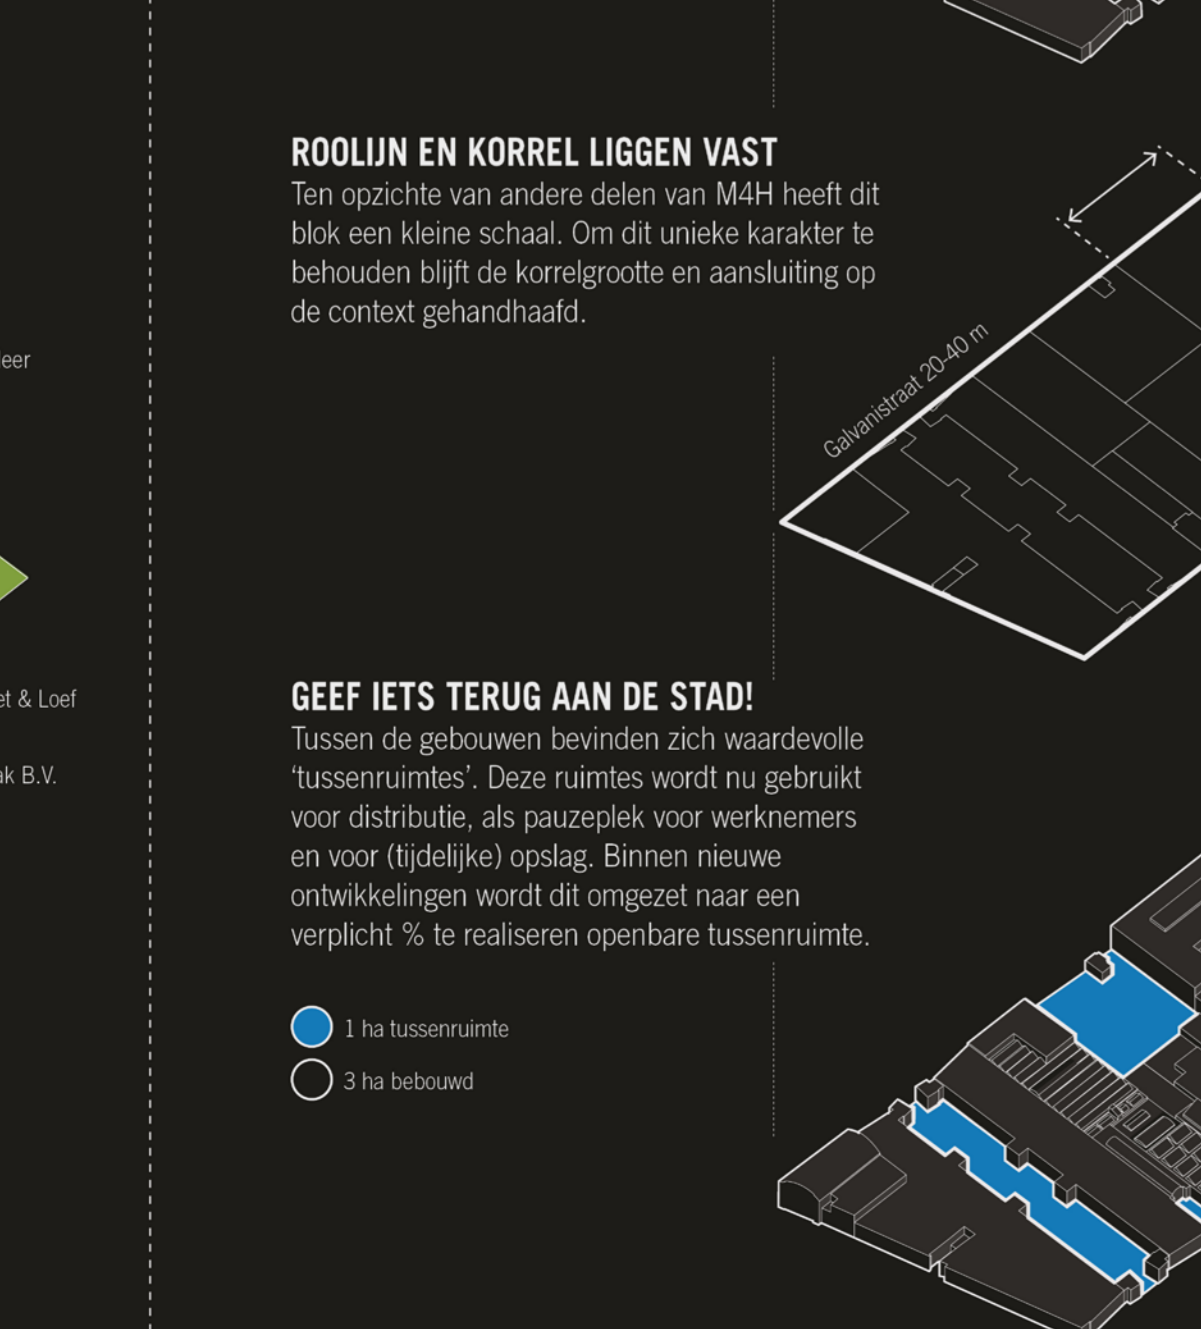 ROOLIJN EN KORREL LIGGEN VAST
Ten opzichte van andere delen van M4H heeft dit
blok een kleine schaal. Om dit unieke karakter te
behouden blijft de korrelgrootte en aansluiting op
de context gehandhaafd.
eer
Galvanistraat 20-40 m
et & Loef
ak B.V.
GEEF IETS TERUG AAN DE STAD!
Tussen de gebouwen bevinden zich waardevolle
‘tussenruimtes’. Deze ruimtes wordt nu gebruikt
voor distributie, als pauzeplek voor werknemers
en voor (tijdelijke) opslag. Binnen nieuwe
ontwikkelingen wordt dit omgezet naar een
verplicht % te realiseren openbare tussenruimte.
1 ha tussenruimte
3 ha bebouwd